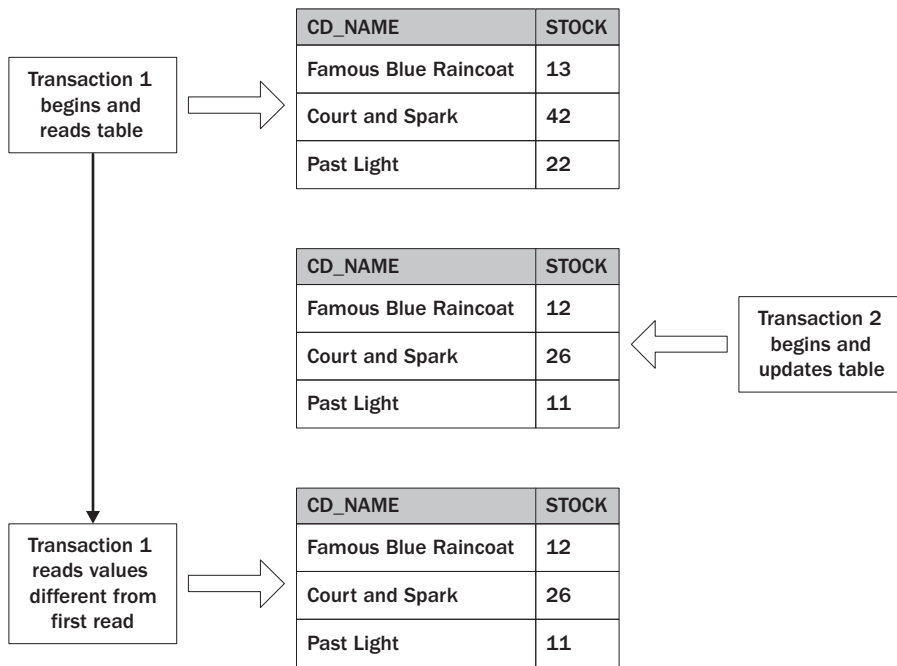 CD_NAME STOCK
Famous Blue Raincoat 13
Court and Spark 42
Past Light 22
Transaction 1
begins and
reads table
CD_NAME STOCK
Famous Blue Raincoat 12
Court and Spark 26
Past Light 11
Transaction 2
begins and
updates table
CD_NAME STOCK
Famous Blue Raincoat 12
Court and Spark 26
Past Light 11
Transaction 1
reads values
different from
first read